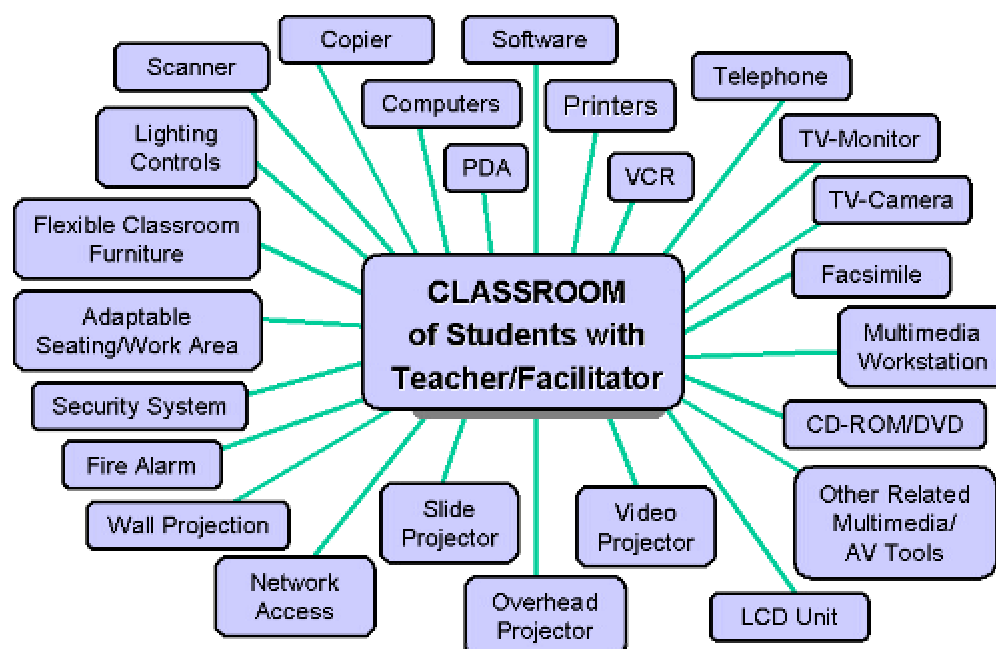 Copier
Software
Scanner
Telephone
Computers
Printers
Lighting
Controls
TV-Monitor
PDA
VCR
TV-Camera
Flexible Classroom
Furniture
Facsimile
CLASSROOM
of Students with
Teacher/Facilitator
Adaptable
Seating/Work Area
Multimedia
Workstation
Security System
CD-ROM/DVD
Fire Alarm
Other Related
Multimedia/
AV Tools
Wall Projection
Slide
Projector
Video
Projector
Network
Access
Overhead
Projector
LCD Unit